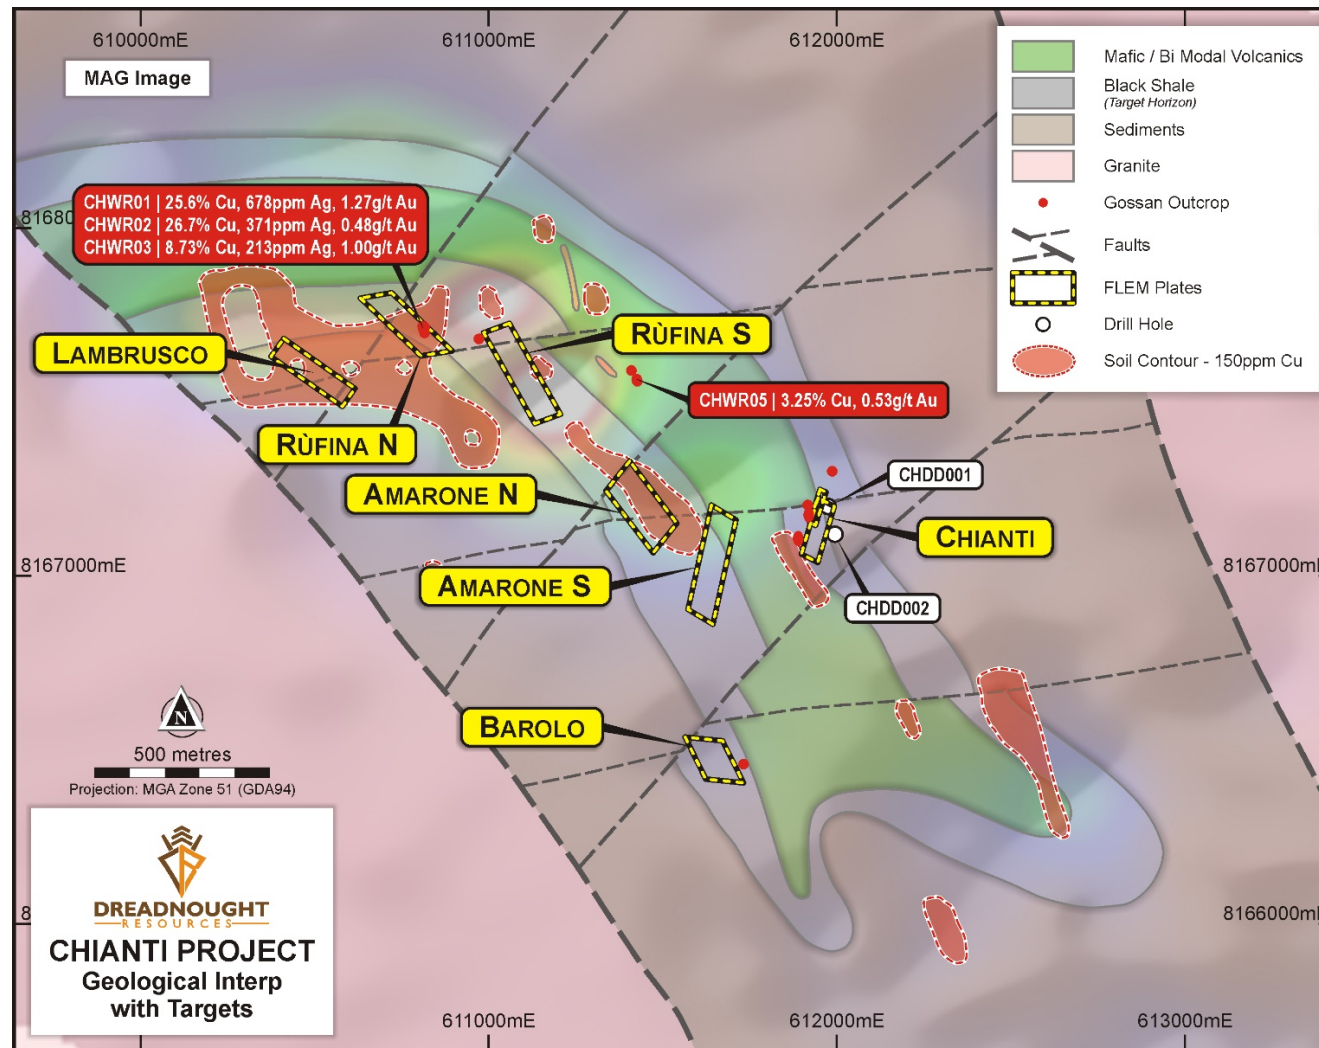 610000mE
611000mE
612000mE
MAG Image
Mafic / Bi Modal Volcanics
Black Shale
(Target Horizon)
Sediments
Granite
Gossan Outcrop
Faults
FLEM Plates
Drill Hole
Soil Contour - 150ppm Cu
81680
CHWR01 | 25.6% Cu, 678ppm Ag, 1.27g/t Au
CHWR02 | 26.7% Cu, 371ppm Ag, 0.48g/t Au
CHWR03 | 8.73% Cu, 213ppm Ag, 1.00g/t Au
LAMBRUSCO
RÙFINA S
CHWR05 | 3.25% Cu, 0.53g/t Au
RÙFINA N
AMARONE N
CHDD001
CHIANTI
8167000mE
8167000mE
AMARONE S
CHDD002
BAROLO
N
500 metres
Projection: MGA Zone 51 (GDA94)
DREADNOUGHT
RESOURCES
CHIANTI PROJECT
Geological Interp
with Targets
8
8166000mE
611000mE
612000mE
613000mE